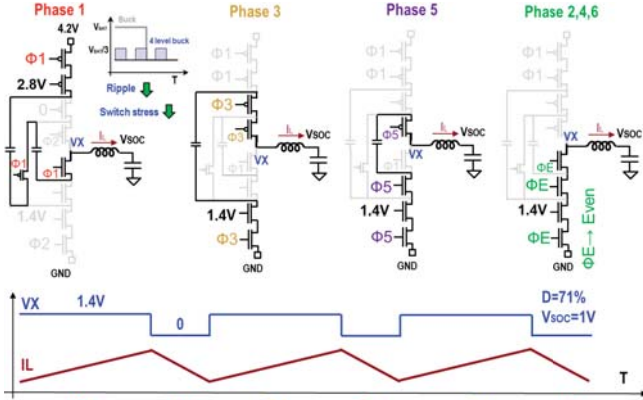 Phase 1
Phase 3
Phase 5
Phase 2,4,6
4.2V
Φ1
2.8V
0
Φ2
VX
IL
VSOC
Φ1
Φ1
1.4V
Φ2
GND
Buck
VBAT
4 level buck
VBAT/3
T
Ripple
Switch stress
Φ1
Φ1
Φ3
Φ3
VX
IL
VSOC
Φ1
1.4V
Φ3
GND
Φ1
Φ1
Φ5
VX
IL
VSOC
Φ5
1.4V
Φ5
GND
Φ1
Φ1
VX
IL
VSOC
ΦE
ΦE
1.4V
ΦE
ΦE→ Even
GND
VX
1.4V
0
D=71%
VSOC=1V
IL
T